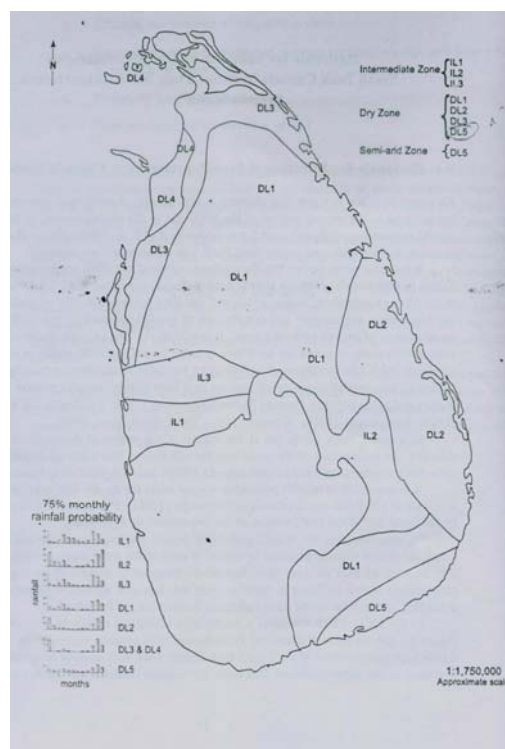 N
DL4
DL3
DL4
DL4
DL3
DL1
DL1
DL1
DL2
DL2
IL3
IL1
IL2
DL1
DL5
Intermediate Zone
IL1
IL2
IL3
Dry Zone
DL1
DL2
DL3
DL5
Semi-arid Zone
DL5
75% monthly
rainfall probability
rainfall
IL1
IL2
IL3
DL1
DL2
DL3 & DL4
DL5
months
1:1,750,000
Approximate scal